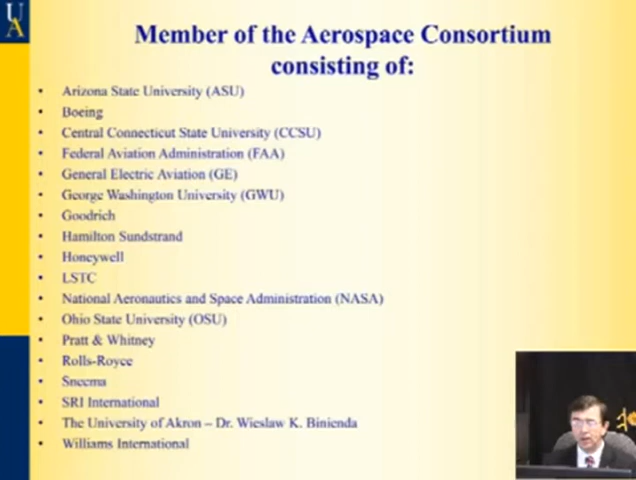 UA
Member of the Aerospace Consortium
consisting of:
• Arizona State University (ASU)
• Boeing
• Central Connecticut State University (CCSU)
• Federal Aviation Administration (FAA)
• General Electric Aviation (GE)
• George Washington University (GWU)
• Goodrich
• Hamilton Sundstrand
• Honeywell
• LSTC
• National Aeronautics and Space Administration (NASA)
• Ohio State University (OSU)
• Pratt & Whitney
• Rolls-Royce
• Snecma
• SRI International
• The University of Akron – Dr. Wieslaw K. Binienda
• Williams International